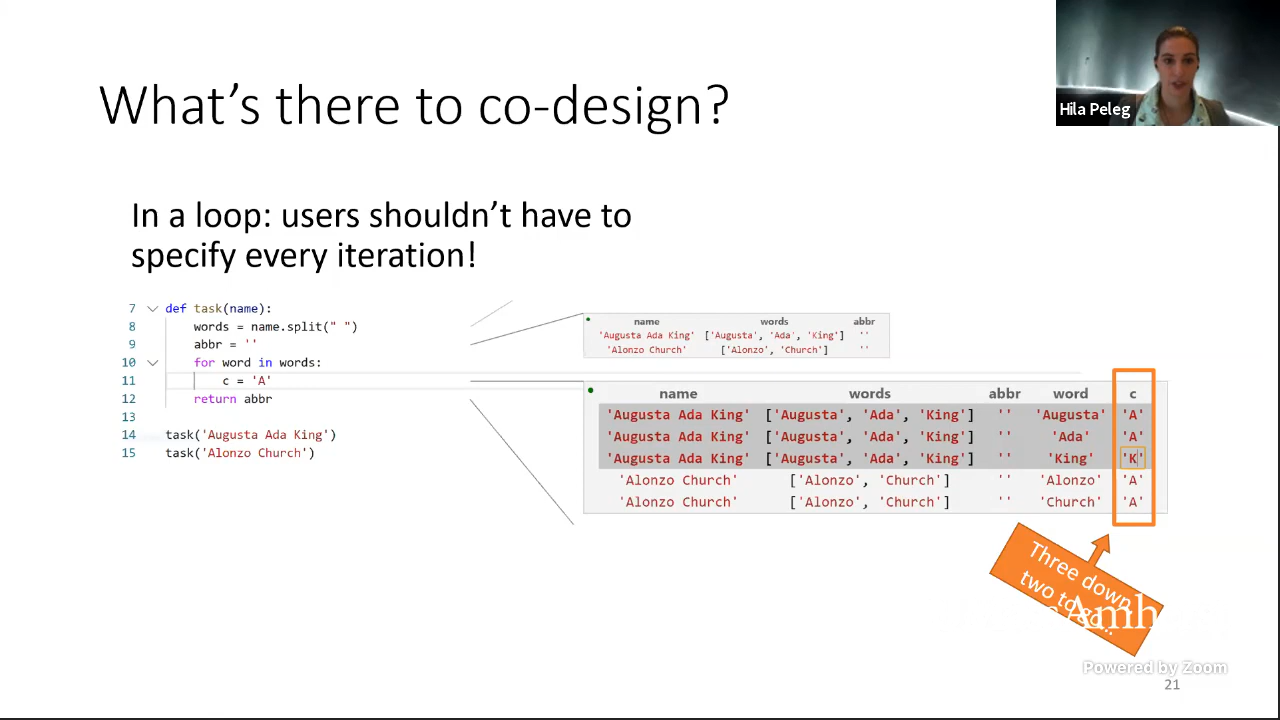 What's there to co-design?
Hila Peleg
In a loop: users shouldn't have to
specify every iteration!
7 def task(name):
8 words = name.split(" ")
9 abbr = ''
10 for word in words:
11 c = 'A'
12 return abbr
13
14 task('Augusta Ada King')
15 task('Alonzo Church')
name words abbr
'Augusta Ada King' ['Augusta', 'Ada', 'King'] ''
'Alonzo Church' ['Alonzo', 'Church'] ''
name words abbr word c
'Augusta Ada King' ['Augusta', 'Ada', 'King'] '' 'Augusta' 'A'
'Augusta Ada King' ['Augusta', 'Ada', 'King'] '' 'Ada' 'A'
'Augusta Ada King' ['Augusta', 'Ada', 'King'] '' 'King' 'K'
'Alonzo Church' ['Alonzo', 'Church'] '' 'Alonzo' 'A'
'Alonzo Church' ['Alonzo', 'Church'] '' 'Church' 'A'
Three down,
two to go...
Powered by Zoom
21